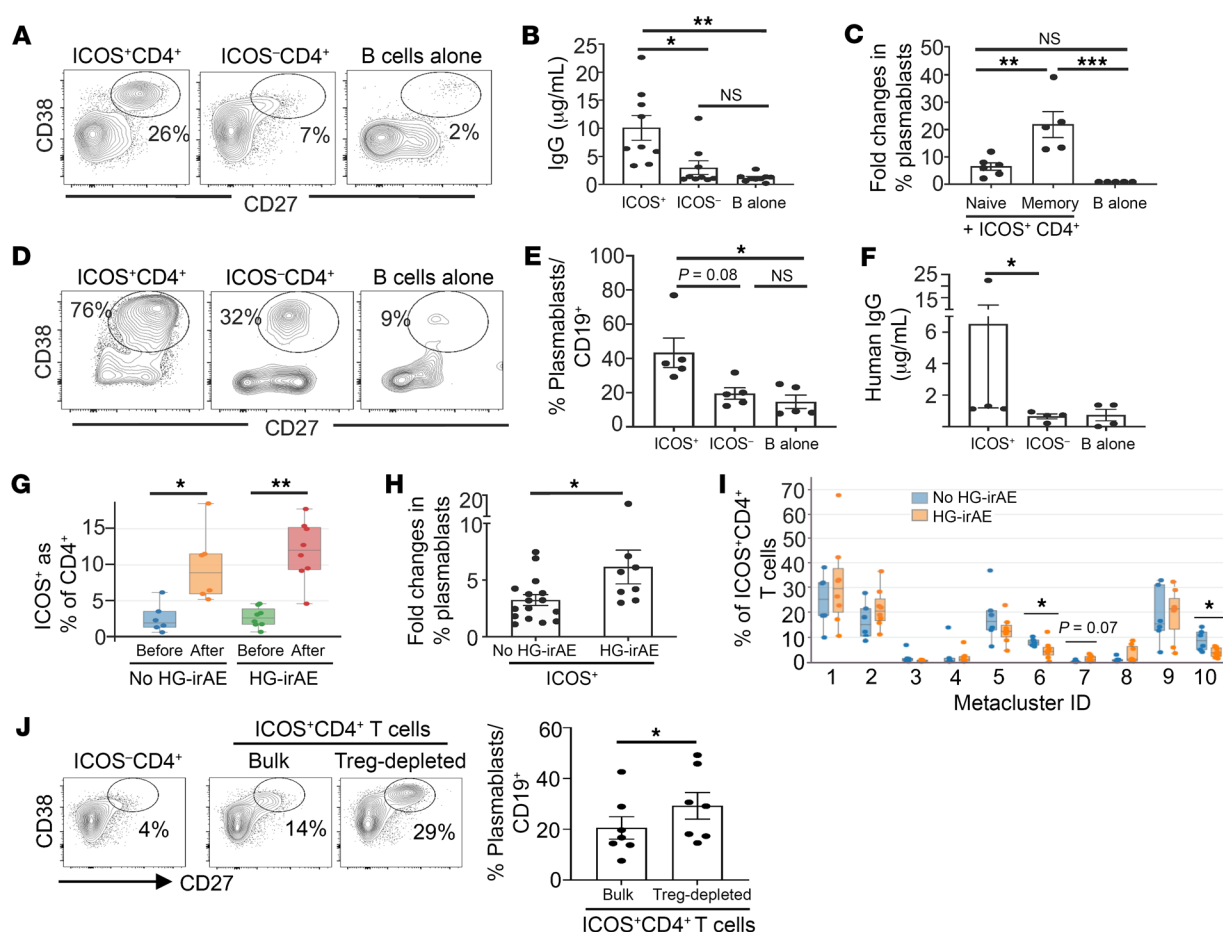 A
ICOS⁺CD4⁺
ICOS⁻CD4⁺
B cells alone
CD38
26%
7%
2%
CD27
B
IgG (μg/mL)
25
20
15
10
5
0
**
*
NS
ICOS⁺
ICOS⁻
B alone
C
Fold changes in
% plasmablasts
50
40
30
20
10
0
NS
**
***
Naive
Memory
B alone
+ ICOS⁺ CD4⁺
D
ICOS⁺CD4⁺
ICOS⁻CD4⁺
B cells alone
CD38
76%
32%
9%
CD27
E
% Plasmablasts/
CD19⁺
100
80
60
40
20
0
*
P = 0.08
NS
ICOS⁺
ICOS⁻
B alone
F
Human IgG
(μg/mL)
25
15
6
2
*
ICOS⁺
ICOS⁻
B alone
G
ICOS⁺ as
% of CD4⁺
15
10
5
0
*
**
Before
After
Before
After
No HG-irAE
HG-irAE
H
Fold changes in
% plasmablasts
20
10
5
0
*
No HG-irAE
HG-irAE
ICOS⁺
I
% of ICOS⁺CD4⁺
T cells
70
60
50
40
30
20
10
0
No HG-irAE
HG-irAE
*
P = 0.07
*
1 2 3 4 5 6 7 8 9 10
Metacluster ID
J
ICOS⁺CD4⁺ T cells
ICOS⁻CD4⁺
Bulk
Treg-depleted
CD38
4%
14%
29%
CD27
% Plasmablasts/
CD19⁺
60
40
20
0
*
Bulk
Treg-depleted
ICOS⁺CD4⁺ T cells